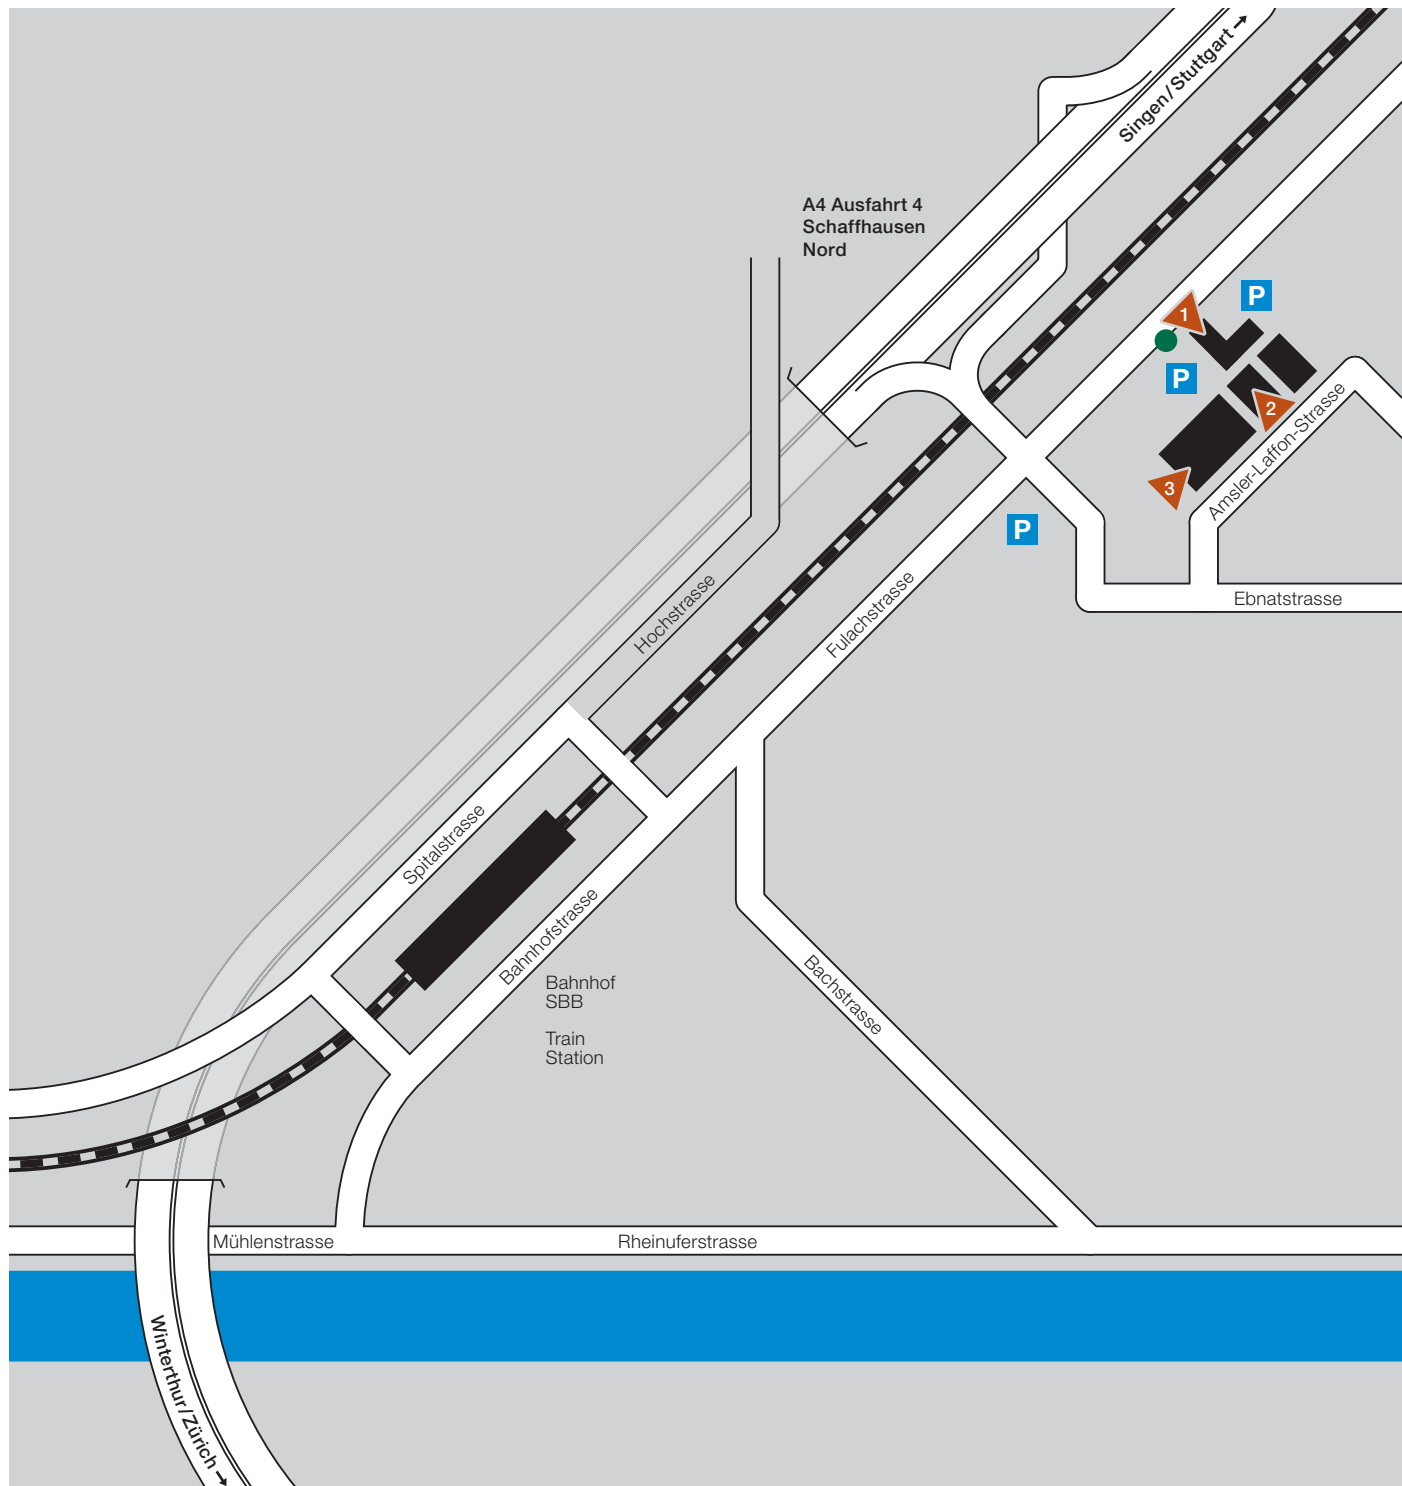 Singen/Stuttgart →
A4 Ausfahrt 4
Schaffhausen
Nord
P
1
P
2
3
Amsler-Laffon-Strasse
P
Ebnatstrasse
Hochstrasse
Fulachstrasse
Spitalstrasse
Bahnhofstrasse
Bahnhof
SBB
Train
Station
Bachstrasse
Mühlenstrasse
Rheinuferstrasse
Winterthur/Zürich →